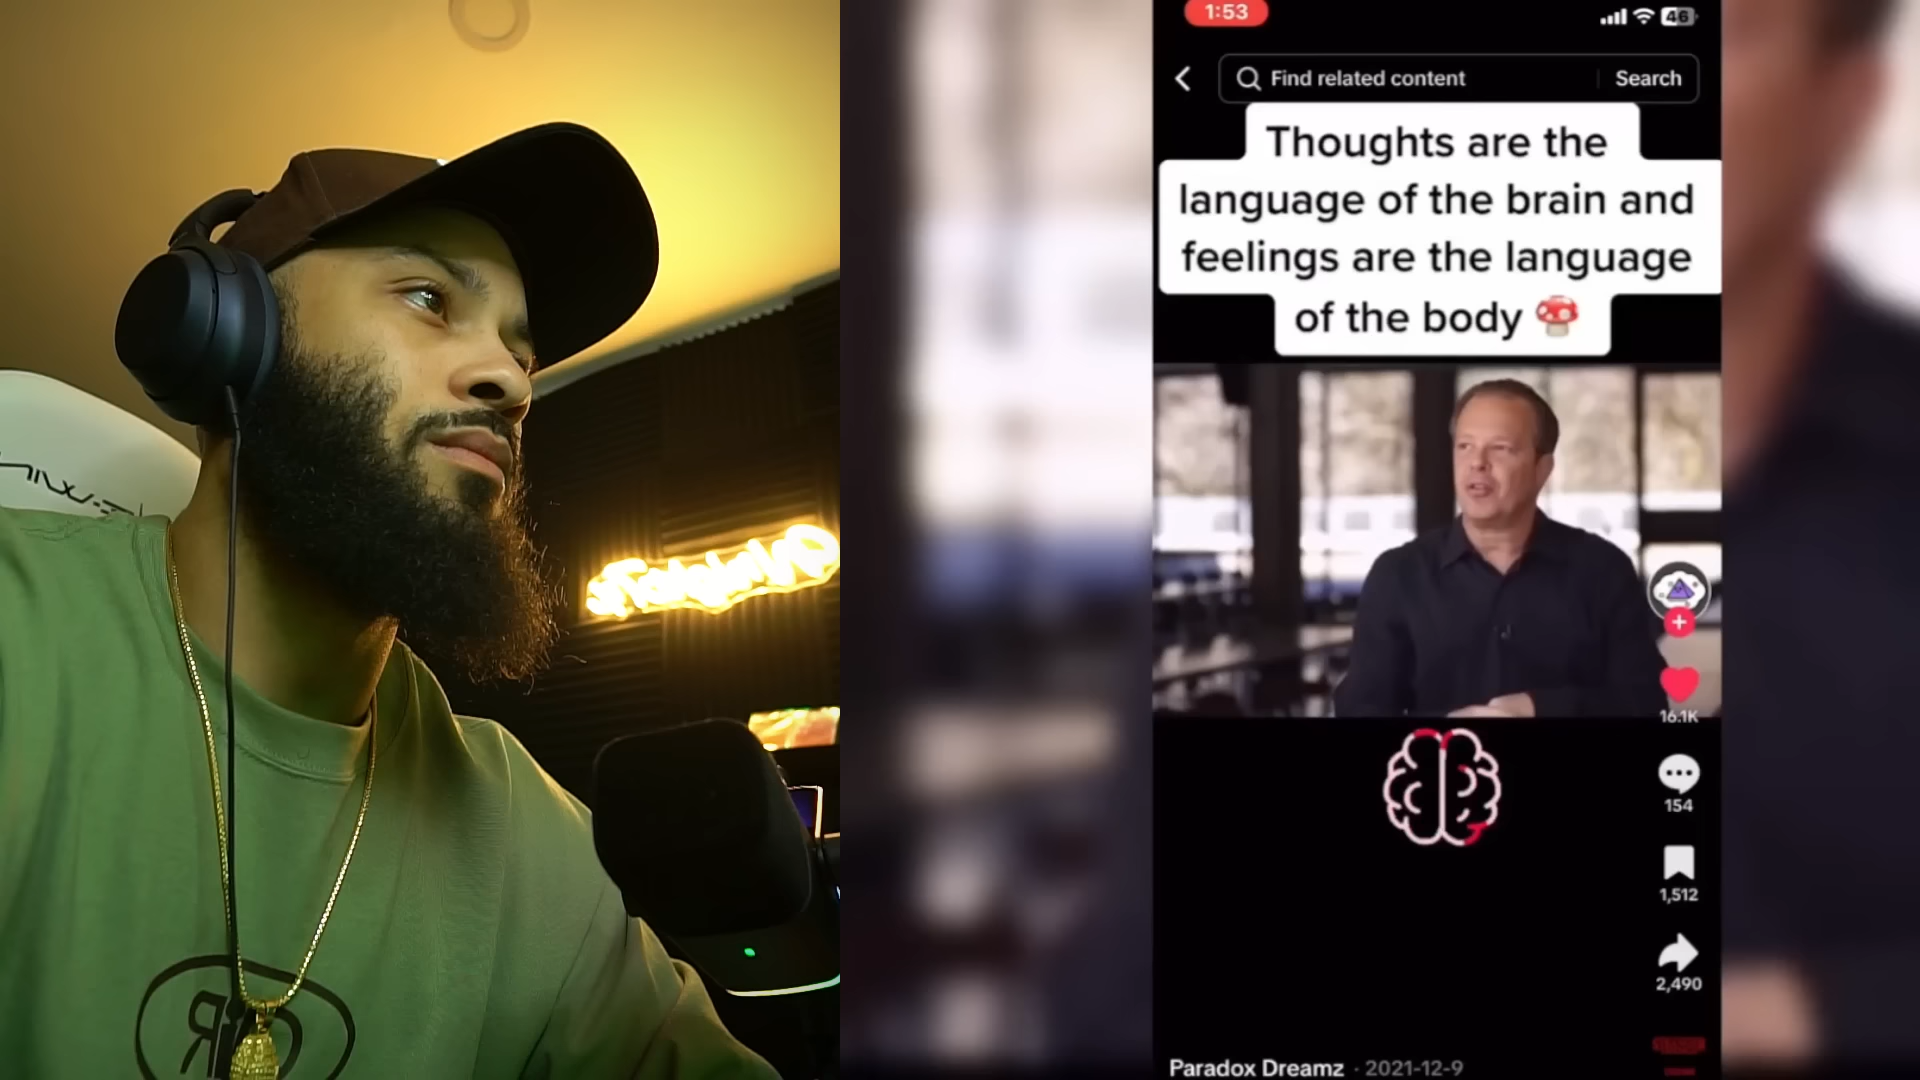 1:53
46
Find related content
Search
Thoughts are the
language of the brain and
feelings are the language
of the body 🍄
16.1K
154
1,512
2,490
Paradox Dreamz · 2021-12-9